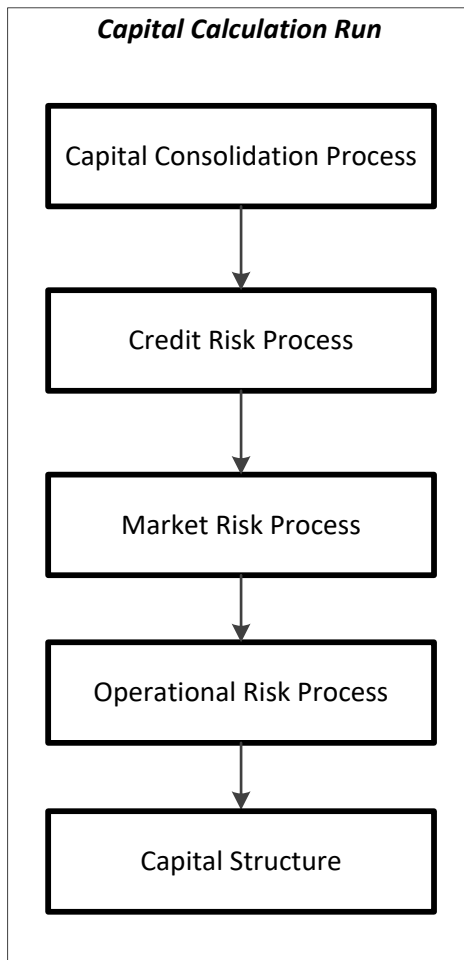 Capital Calculation Run
Capital Consolidation Process
Credit Risk Process
Market Risk Process
Operational Risk Process
Capital Structure